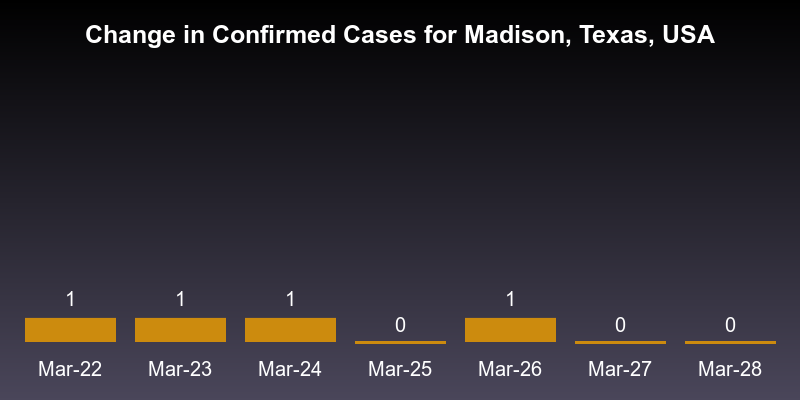 Change in Confirmed Cases for Madison, Texas, USA
1 1 1 0 1 0 0
Mar-22 Mar-23 Mar-24 Mar-25 Mar-26 Mar-27 Mar-28